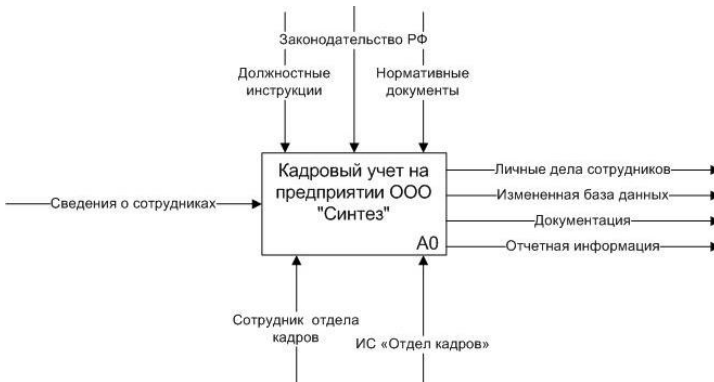 Законодательство РФ
Должностные
инструкции
Нормативные
документы
Кадровый учет на
предприятии ООО
"Синтез"
A0
Сведения о сотрудниках
Личные дела сотрудников
Измененная база данных
Документация
Отчетная информация
Сотрудник отдела
кадров
ИС «Отдел кадров»